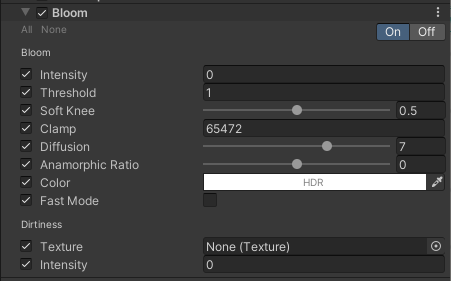 Bloom
All None
On Off
Bloom
Intensity 0
Threshold 1
Soft Knee 0.5
Clamp 65472
Diffusion 7
Anamorphic Ratio 0
Color HDR
Fast Mode
Dirtiness
Texture None (Texture)
Intensity 0